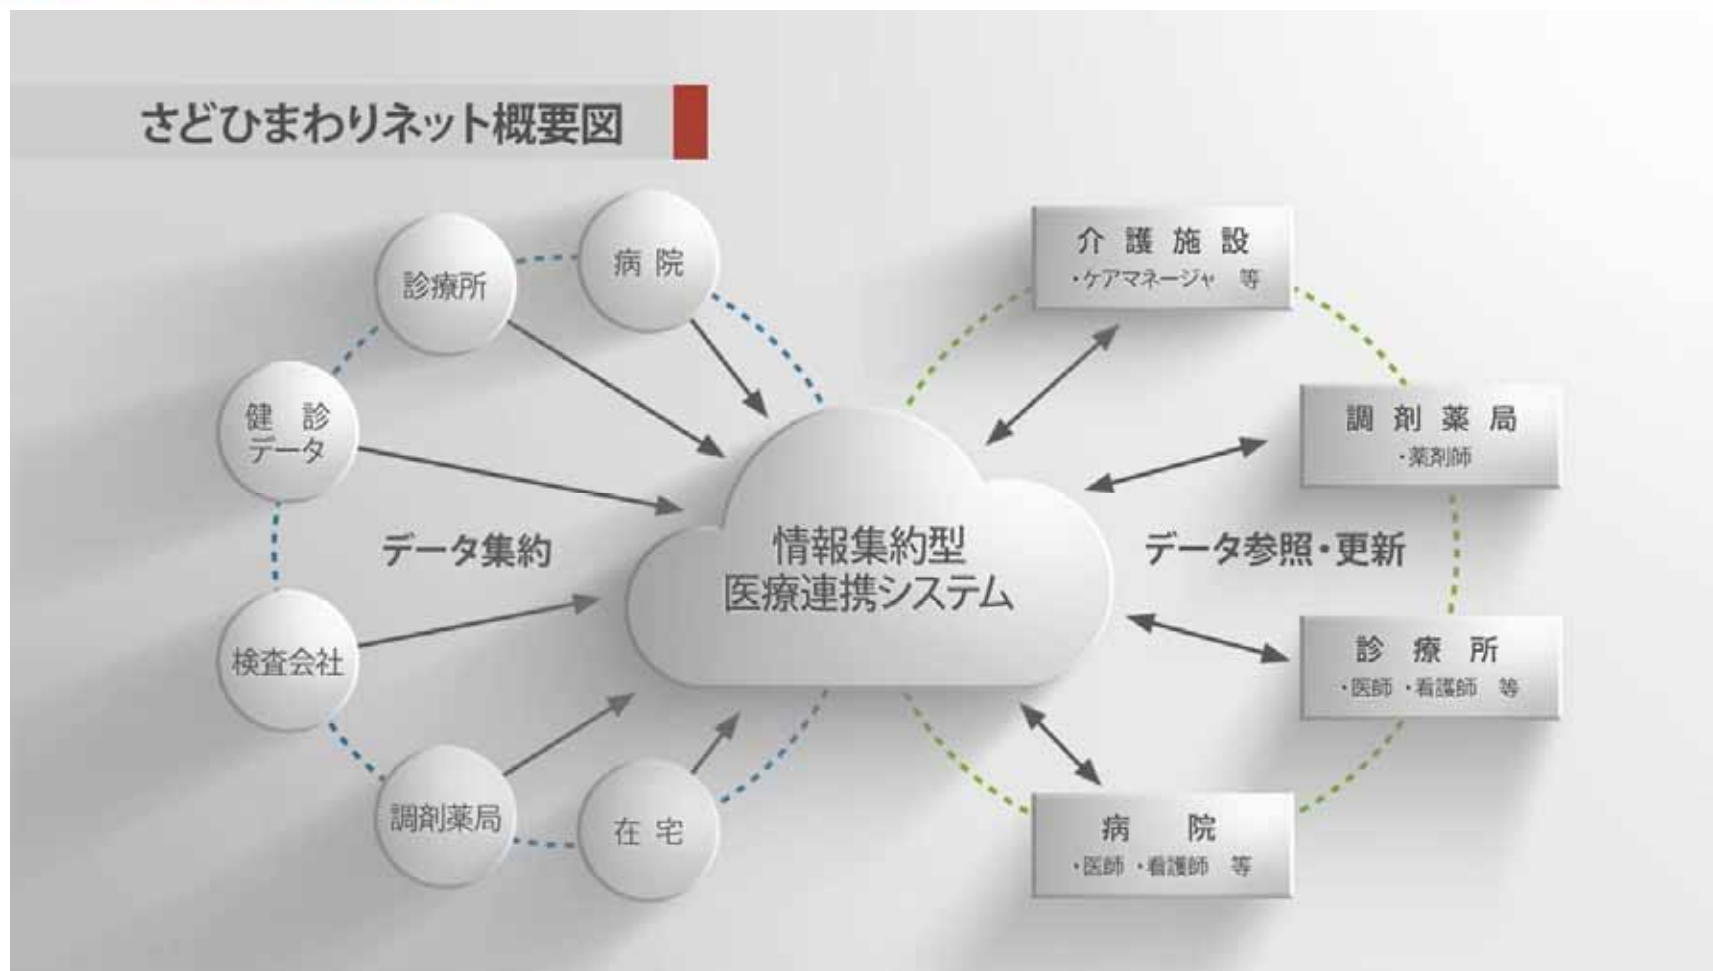 さどひまわりネット概要図
病院
診療所
健診
データ
検査会社
調剤薬局
在宅
データ集約
情報集約型
医療連携システム
データ参照・更新
介護施設
・ケアマネージャ 等
調剤薬局
・薬剤師
診療所
・医師 ・看護師 等
病院
・医師 ・看護師 等